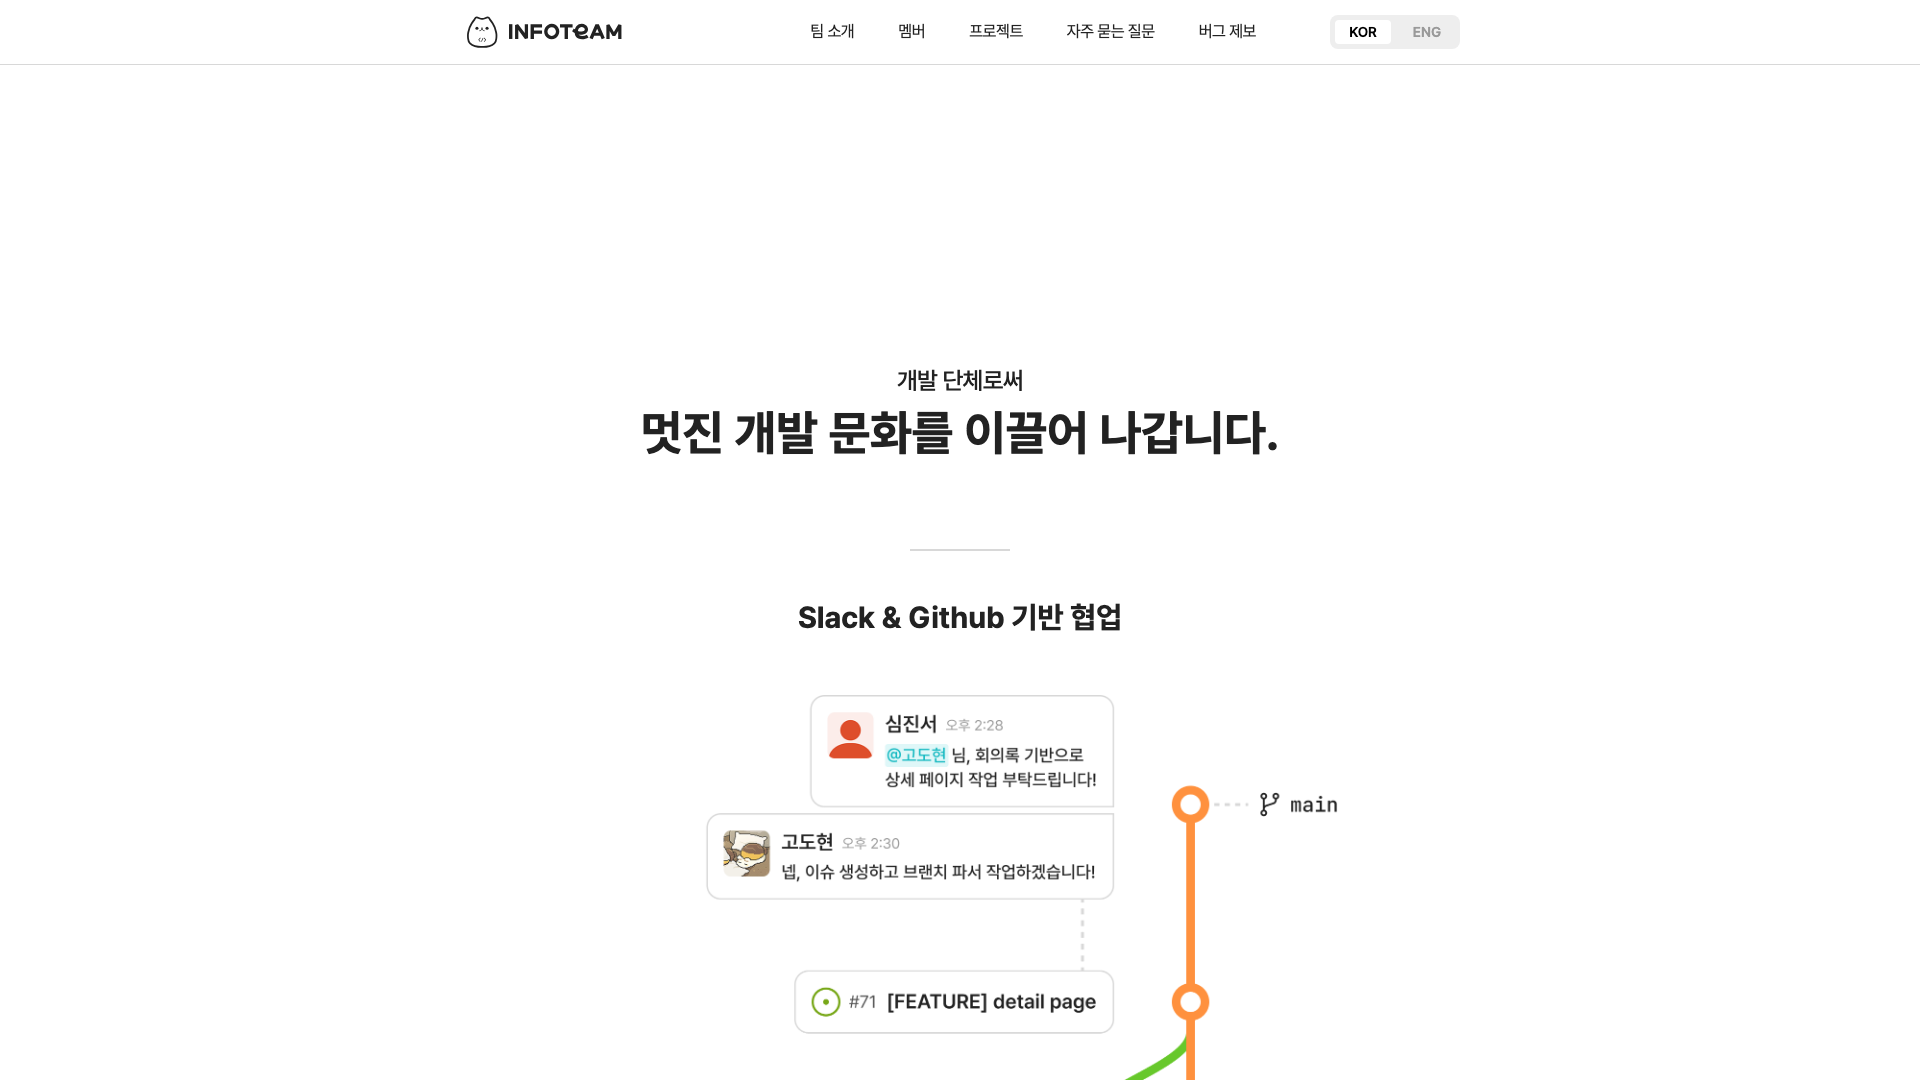 INFOTEAM
팀 소개
멤버
프로젝트
자주 묻는 질문
버그 제보
KOR
ENG
개발 단체로써
멋진 개발 문화를 이끌어 나갑니다.
Slack & Github 기반 협업
심진서 오후 2:28
@고도현 님, 회의록 기반으로
상세 페이지 작업 부탁드립니다!
고도현 오후 2:30
넵, 이슈 생성하고 브랜치 파서 작업하겠습니다!
main
#71 [FEATURE] detail page